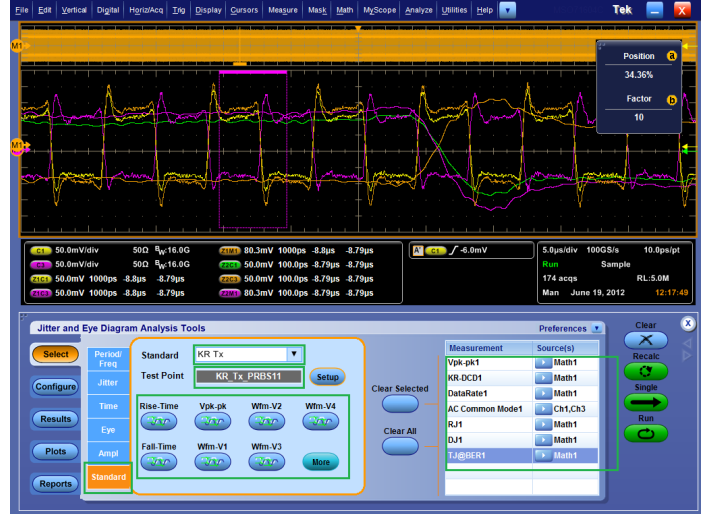 File Edit Vertical Digital Horiz/Acq Trig Display Cursors Measure Mask Math MyScope Analyze Utilities Help Tek X
M1
Position a
34.36%
Factor b
10
M1
C1 50.0mV/div 50Ω BW:16.0G
C3 50.0mV/div 50Ω BW:16.0G
Z1C1 50.0mV 1000ps -8.8µs -8.79µs
Z1C3 50.0mV 1000ps -8.8µs -8.79µs
Z1M1 80.3mV 1000ps -8.8µs -8.79µs
Z2C1 50.0mV 100.0ps -8.79µs -8.79µs
Z2C3 50.0mV 100.0ps -8.79µs -8.79µs
Z2M1 80.3mV 100.0ps -8.79µs -8.79µs
A' C1 -6.0mV
5.0µs/div 100GS/s 10.0ps/pt
Run Sample
174 acqs RL:5.0M
Man June 19, 2012 12:17:49
Jitter and Eye Diagram Analysis Tools
Preferences
Clear
X
Select
Configure
Results
Plots
Reports
Period/
Freq
Jitter
Time
Eye
Ampl
Standard
Standard KR Tx
Test Point KR_Tx_PRBS11 Setup
Rise-Time Vpk-pk Wfm-V2 Wfm-V4
Fall-Time Wfm-V1 Wfm-V3 More
Clear Selected
Clear All
Measurement Source(s)
Vpk-pk1 Math1
KR-DCD1 Math1
DataRate1 Math1
AC Common Mode1 Ch1,Ch3
RJ1 Math1
DJ1 Math1
TJ@BER1 Math1
Recalc
Single
Run